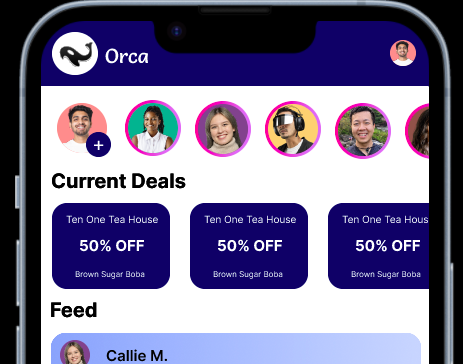 Orca
+
Current Deals
Ten One Tea House
50% OFF
Brown Sugar Boba
Ten One Tea House
50% OFF
Brown Sugar Boba
Ten One Tea Hous
50% OFF
Brown Sugar Boba
Feed
Callie M.